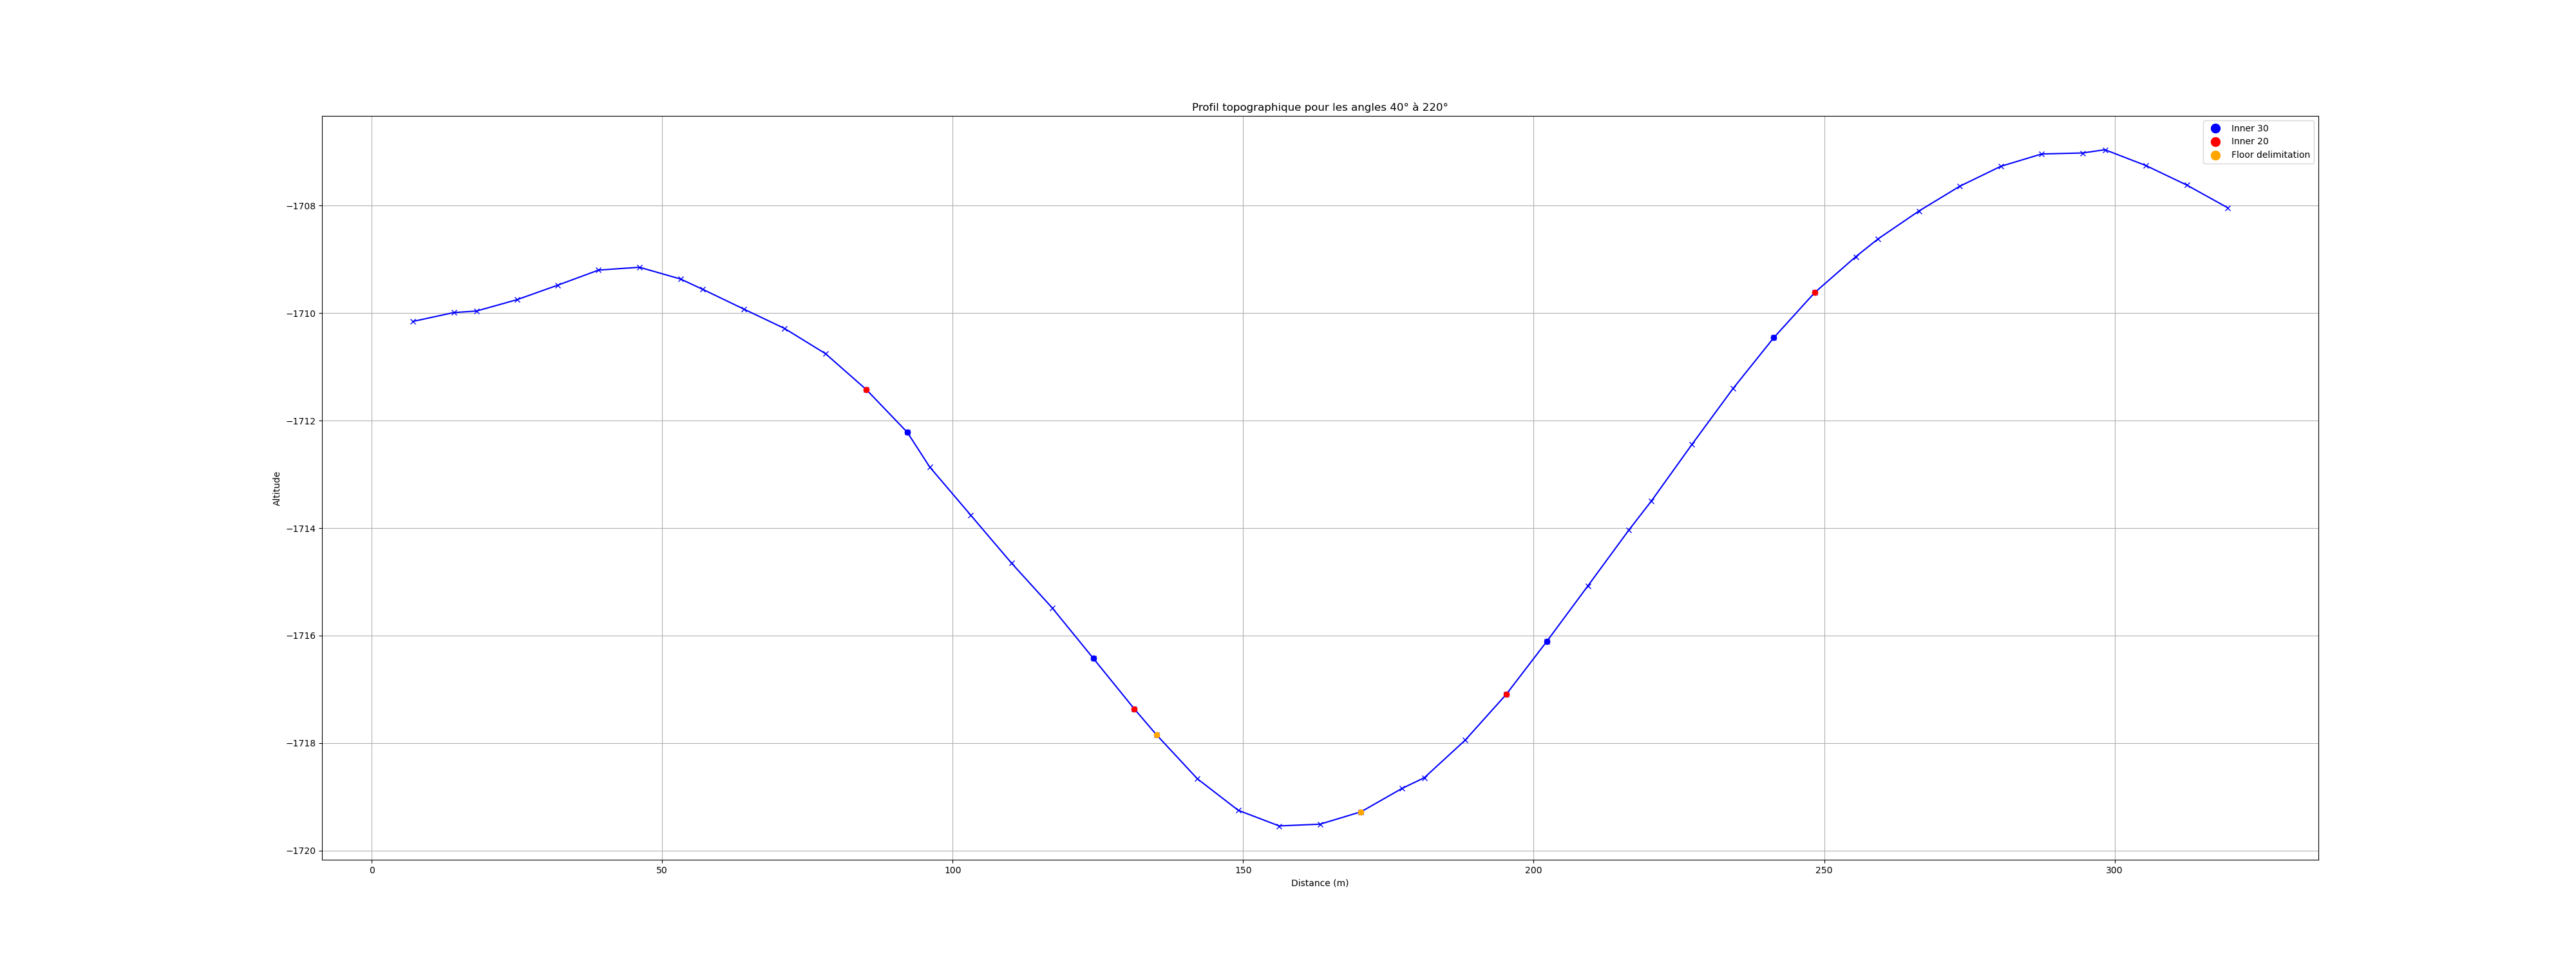 Profil topographique pour les angles 40° à 220°
Inner 30
Inner 20
Floor delimitation
−1708
−1710
−1712
−1714
−1716
−1718
−1720
Altitude
0 50 100 150 200 250 300
Distance (m)